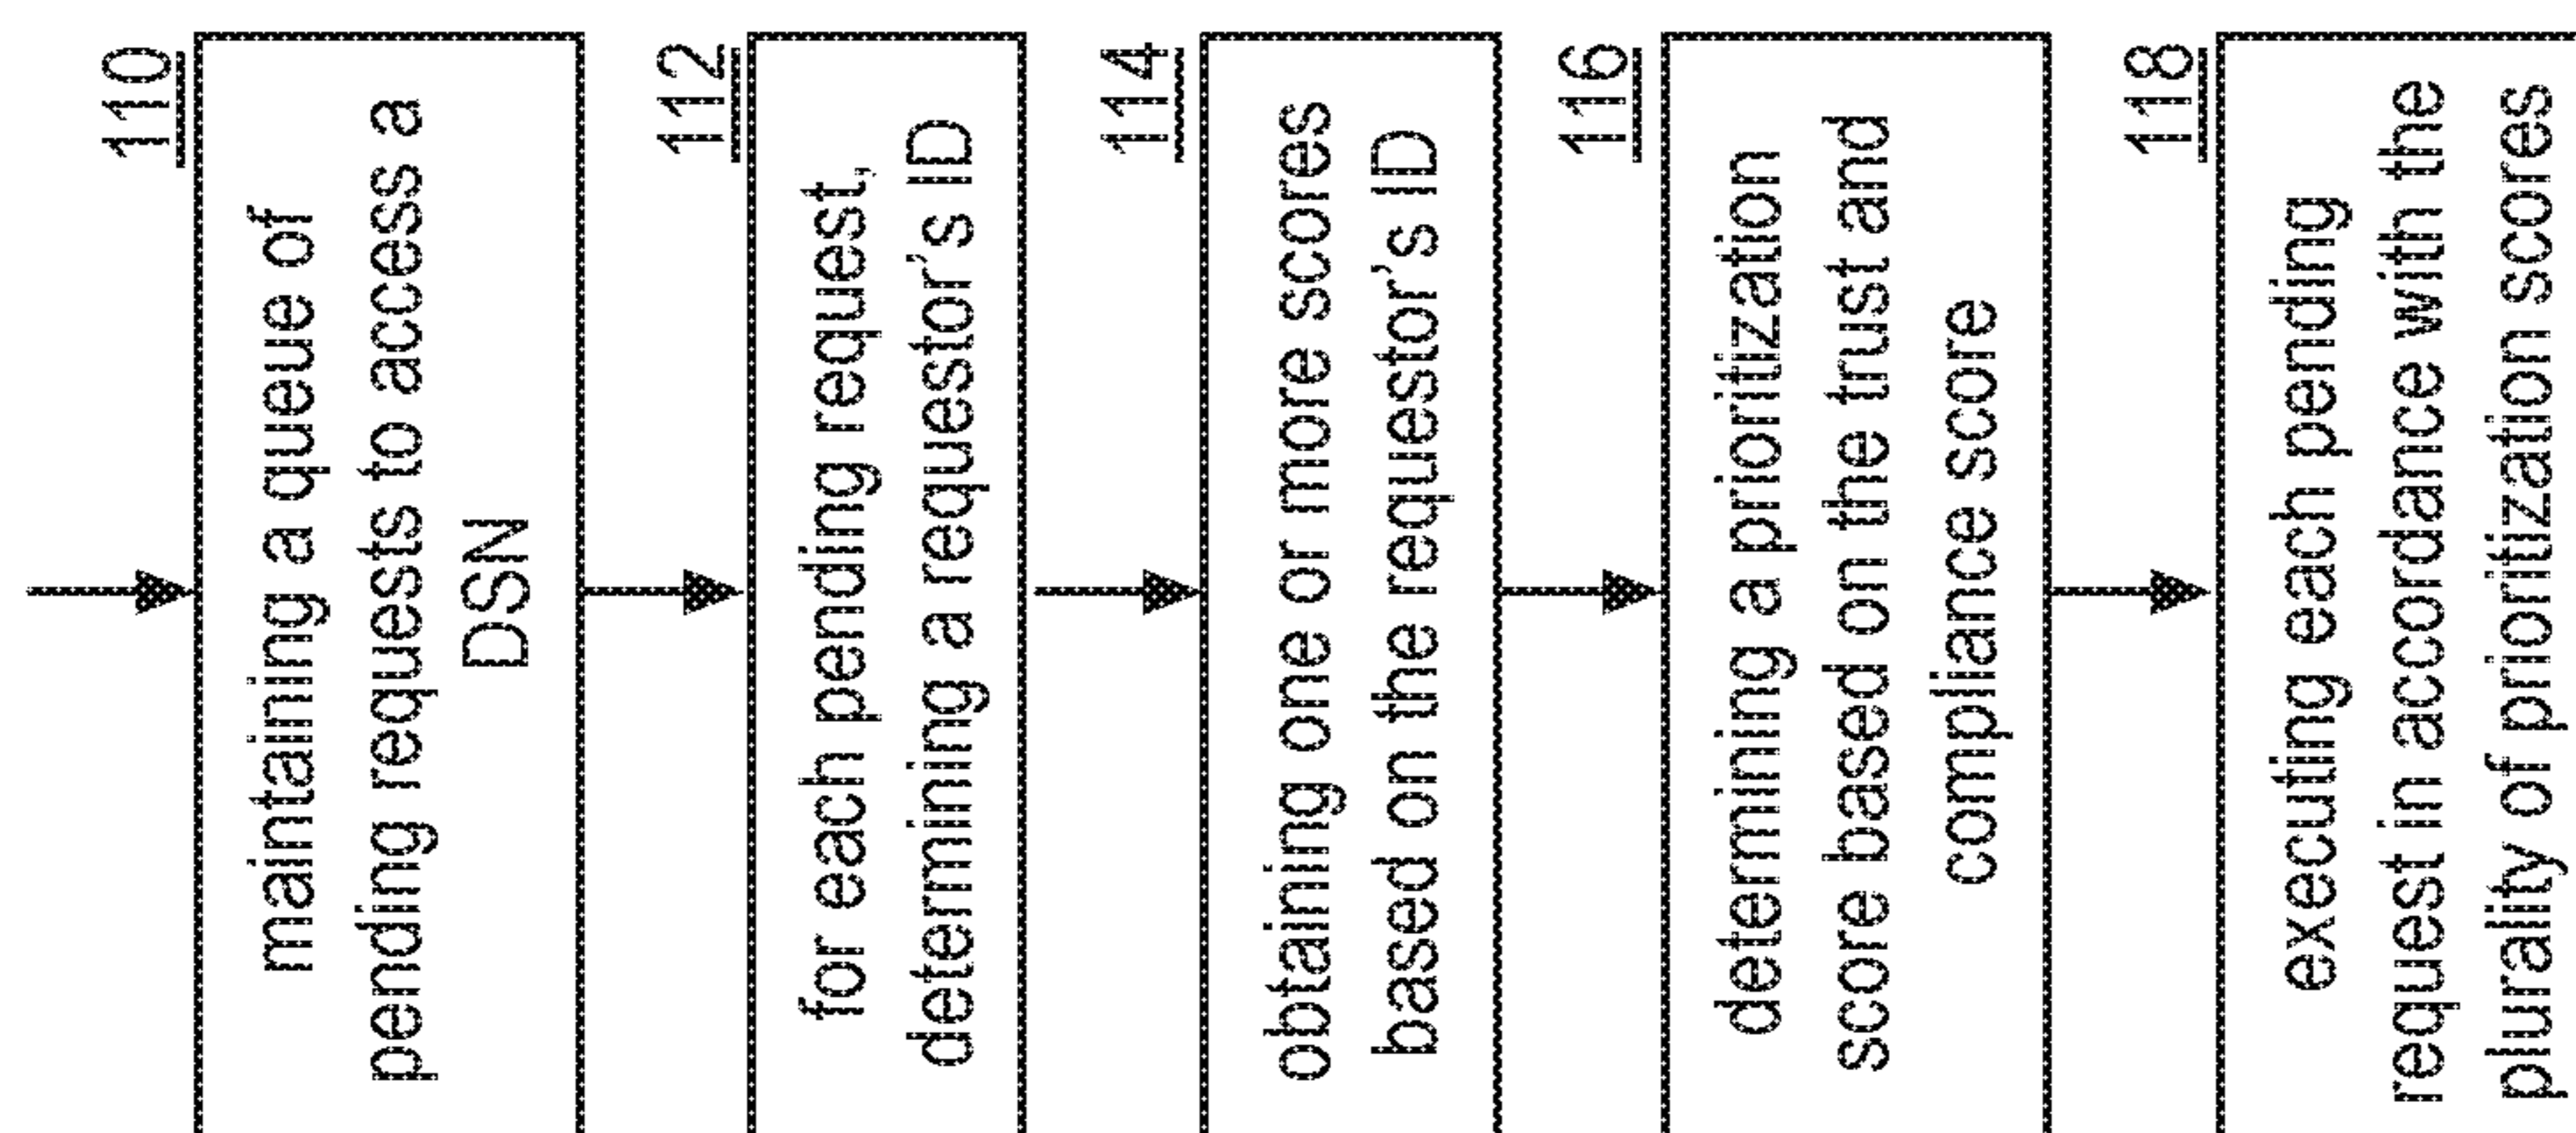 110
maintaining a queue of
pending requests to access a
DSN
112
for each pending request,
determining a requestor's ID
114
obtaining one or more scores
based on the requestor's ID
116
determining a prioritization
score based on the trust and
compliance score
118
executing each pending
request in accordance with the
plurality of prioritization scores